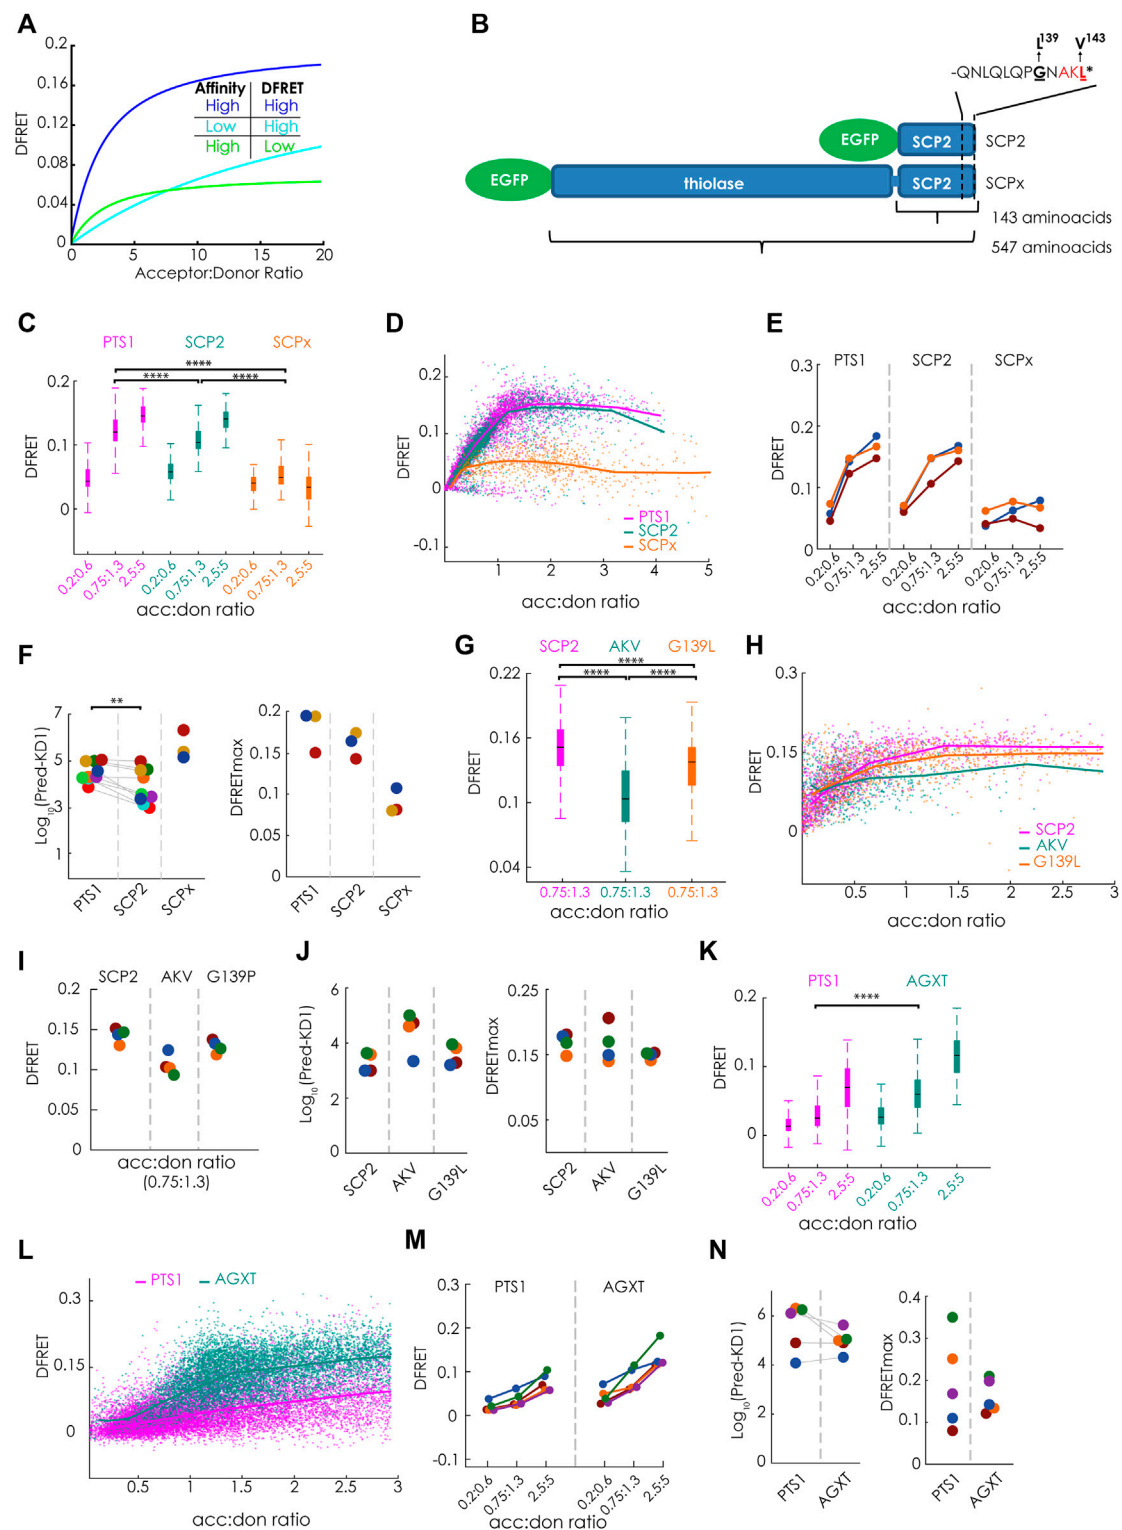 A
0.2
0.16
0.12
0.08
0.04
0
DFRET
Affinity DFRET
High High
Low High
High Low
0 5 10 15 20
Acceptor:Donor Ratio
B
L139 V143
-QNLQLQPGNAKL*
EGFP SCP2 SCP2
EGFP thiolase SCP2 SCPx
143 aminoacids
547 aminoacids
C
PTS1 SCP2 SCPx
****
**** ****
0.2
0.1
0
DFRET
0.2:0.6 0.75:1.3 2.5:5 0.2:0.6 0.75:1.3 2.5:5 0.2:0.6 0.75:1.3 2.5:5
acc:don ratio
D
0.2
0.1
0
-0.1
DFRET
PTS1
SCP2
SCPx
1 2 3 4 5
acc:don ratio
E
0.3
0.2
0.1
0
DFRET
PTS1 SCP2 SCPx
0.2:0.6 0.75:1.3 2.5:5 0.2:0.6 0.75:1.3 2.5:5 0.2:0.6 0.75:1.3 2.5:5
acc:don ratio
F
**
7
5
3
1
Log10(Pred-KD1)
PTS1 SCP2 SCPx
0.2
0.15
0.1
0.05
0
DFRETmax
PTS1 SCP2 SCPx
G
SCP2 AKV G139L
****
**** ****
0.22
0.16
0.1
0.04
DFRET
0.75:1.3 0.75:1.3 0.75:1.3
acc:don ratio
H
0.3
0.15
0
DFRET
SCP2
AKV
G139L
0.5 1 1.5 2 2.5 3
acc:don ratio
I
SCP2 AKV G139P
0.2
0.15
0.1
0.05
0
DFRET
acc:don ratio
(0.75:1.3)
J
6
4
2
0
Log10(Pred-KD1)
SCP2 AKV G139L
0.25
0.15
0.05
DFRETmax
SCP2 AKV G139L
K
PTS1 AGXT
****
0.2
0.1
0
DFRET
0.2:0.6 0.75:1.3 2.5:5 0.2:0.6 0.75:1.3 2.5:5
acc:don ratio
L
PTS1 AGXT
0.3
0.15
0
DFRET
0.5 1 1.5 2 2.5 3
acc:don ratio
M
0.3
0.2
0.1
0
-0.1
DFRET
PTS1 AGXT
0.2:0.6 0.75:1.3 2.5:5 0.2:0.6 0.75:1.3 2.5:5
acc:don ratio
N
6
4
2
0
Log10(Pred-KD1)
PTS1 AGXT
0.4
0.3
0.2
0.1
0
DFRETmax
PTS1 AGXT